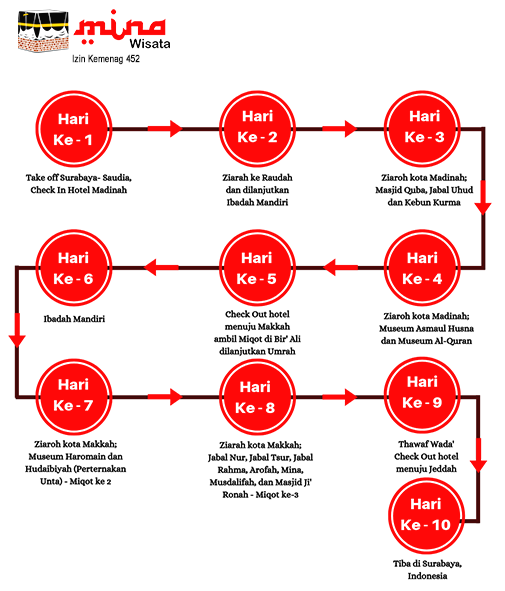 mina
Wisata
Izin Kemenag 452
Hari
Ke - 1
Take off Surabaya- Saudia,
Check In Hotel Madinah
Hari
Ke - 2
Ziarah ke Raudah
dan dilanjutkan
Ibadah Mandiri
Hari
Ke - 3
Ziaroh kota Madinah;
Masjid Quba, Jabal Uhud
dan Kebun Kurma
Hari
Ke - 4
Ziaroh kota Madinah;
Museum Asmaul Husna
dan Museum Al-Quran
Hari
Ke - 5
Check Out hotel
menuju Makkah
ambil Miqot di Bir' Ali
dilanjutkan Umrah
Hari
Ke - 6
Ibadah Mandiri
Hari
Ke - 7
Ziaroh kota Makkah;
Museum Haromain dan
Hudaibiyah (Perternakan
Unta) - Miqot ke 2
Hari
Ke - 8
Ziarah kota Makkah;
Jabal Nur, Jabal Tsur, Jabal
Rahma, Arofah, Mina,
Musdalifah, dan Masjid Ji'
Ronah - Miqot ke-3
Hari
Ke - 9
Thawaf Wada'
Check Out hotel
menuju Jeddah
Hari
Ke - 10
Tiba di Surabaya,
Indonesia